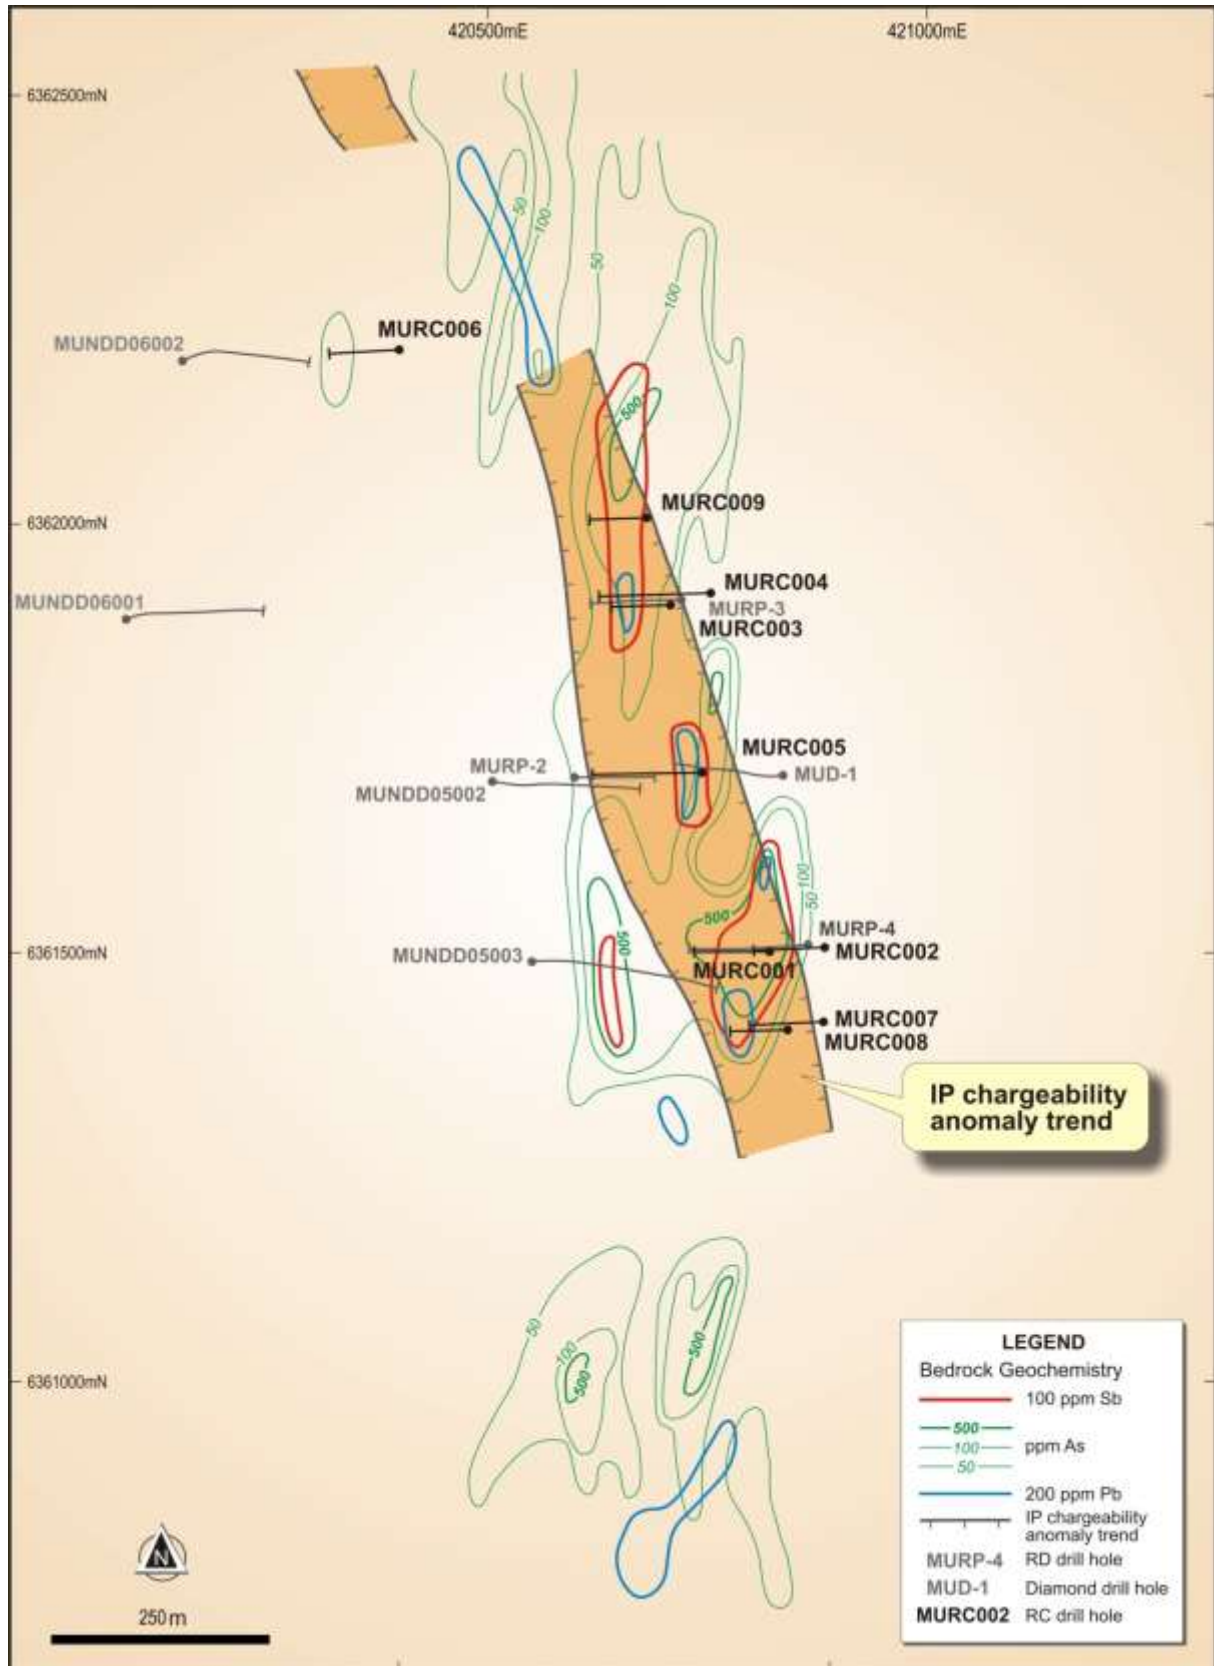 420500mE
421000mE
6362500mN
50
100
50
100
MURC006
MUNDD06002
500
MURC009
6362000mN
MURC004
MUNDD06001
MURP-3
MURC003
MURC005
MURP-2
MUD-1
MUNDD05002
100
50
500
500
MURP-4
6361500mN
MUNDD05003
MURC002
MURC001
MURC007
MURC008
IP chargeability
anomaly trend
50
100
500
500
6361000mN
LEGEND
Bedrock Geochemistry
100 ppm Sb
500
100 ppm As
50
200 ppm Pb
IP chargeability
anomaly trend
MURP-4 RD drill hole
MUD-1 Diamond drill hole
MURC002 RC drill hole
N
250 m